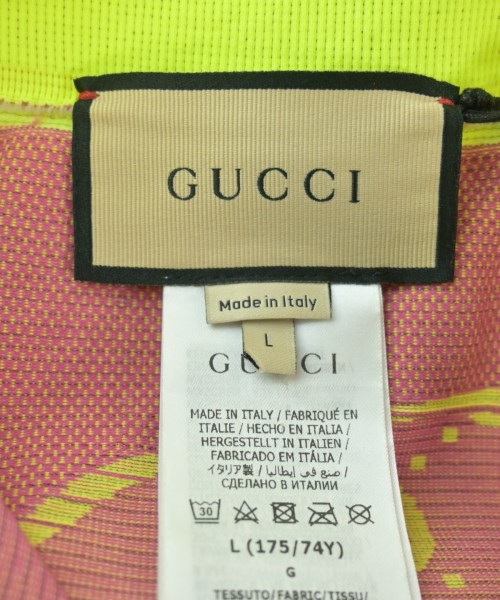 GUCCI
Made in Italy
L
GUCCI
MADE IN ITALY / FABRIQUÉ EN
ITALIE / HECHO EN ITALIA /
HERGESTELLT IN ITALIEN /
FABRICADO EM ITÁLIA /
イタリア製 / صنع في إيطاليا /
СДЕЛАНО В ИТАЛИИ
30
L (175/74Y)
G
TESSUTO/FABRIC/TISSU/